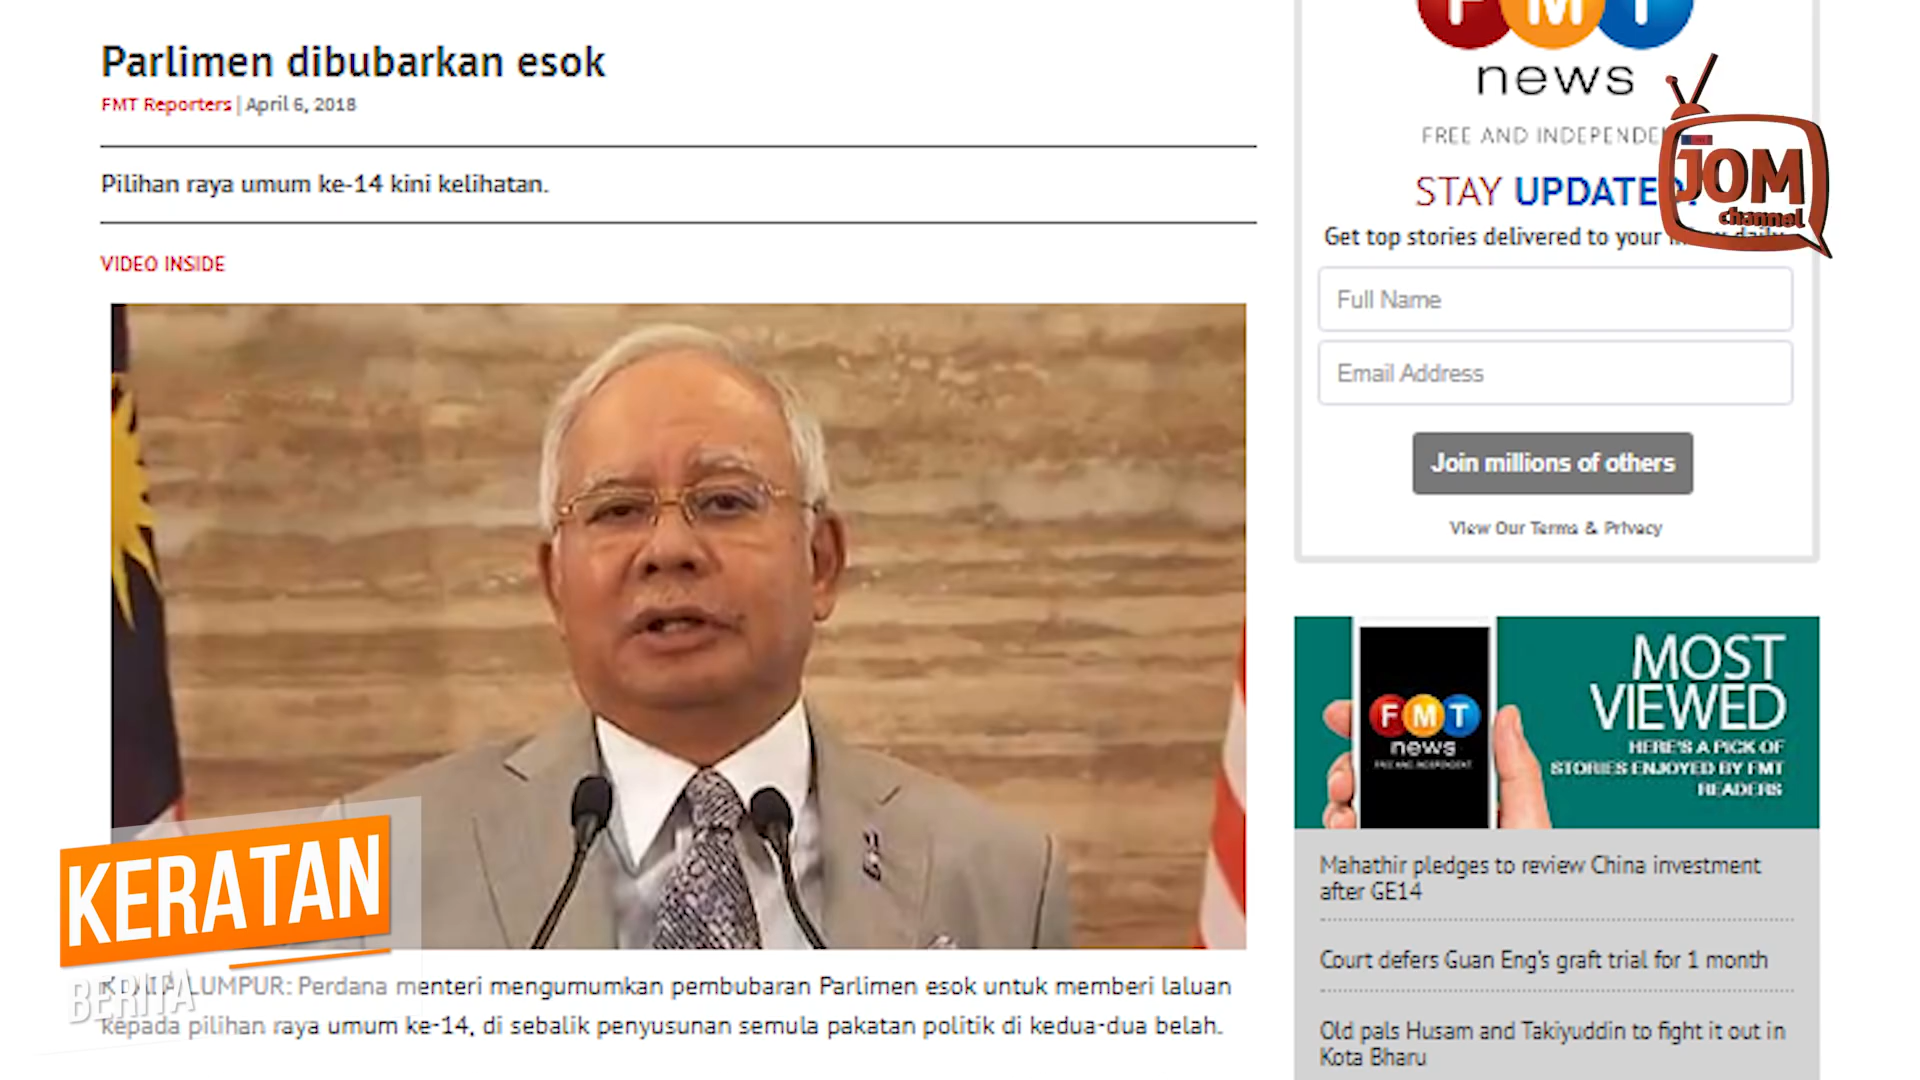 Parlimen dibubarkan esok
FMT Reporters | April 6, 2018
Pilihan raya umum ke-14 kini kelihatan.
VIDEO INSIDE
KERATAN
BERITA
KUALA LUMPUR: Perdana menteri mengumumkan pembubaran Parlimen esok untuk memberi laluan
kepada pilihan raya umum ke-14, di sebalik penyusunan semula pakatan politik di kedua-dua belah.
FMT
news
FREE AND INDEPENDE
STAY UPDATED!
JOM
channel
Get top stories delivered to your inbox daily
Full Name
Email Address
Join millions of others
View Our Terms & Privacy
FMT
news
FREE AND INDEPENDENT
MOST
VIEWED
HERE'S A PICK OF
STORIES ENJOYED BY FMT
READERS
Mahathir pledges to review China investment
after GE14
Court defers Guan Eng's graft trial for 1 month
Old pals Husam and Takiyuddin to fight it out in
Kota Bharu